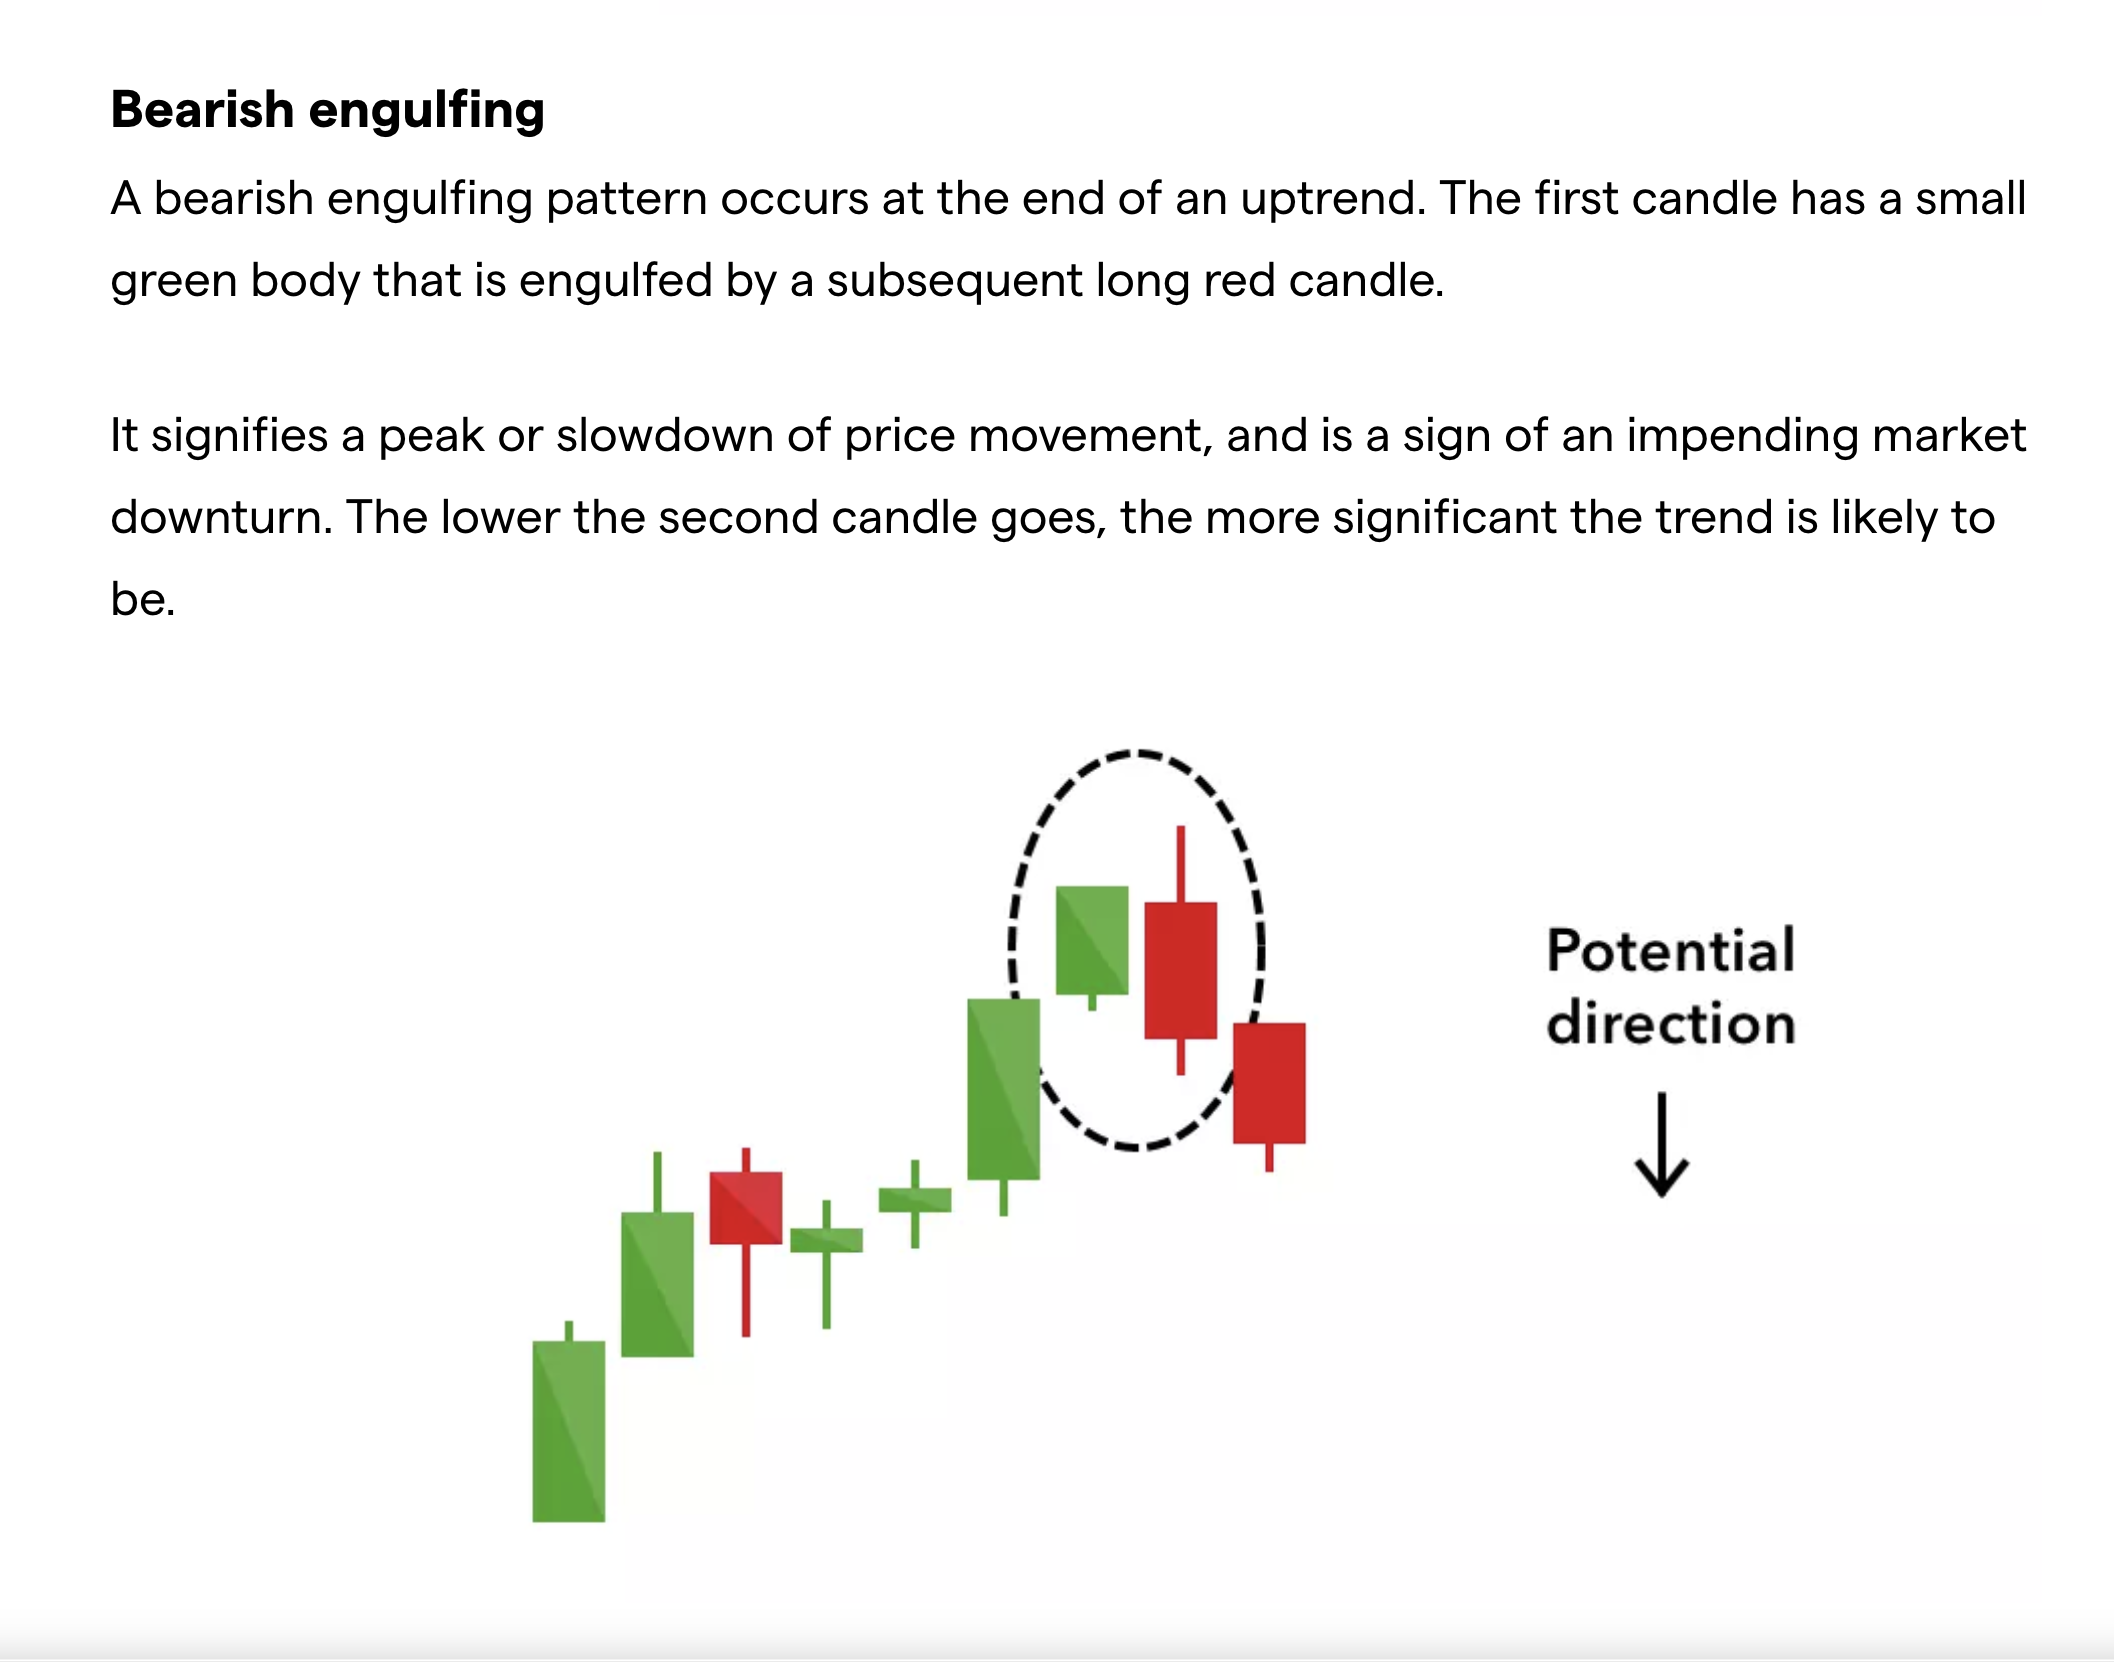 Bearish engulfing
A bearish engulfing pattern occurs at the end of an uptrend. The first candle has a small
green body that is engulfed by a subsequent long red candle.
It signifies a peak or slowdown of price movement, and is a sign of an impending market
downturn. The lower the second candle goes, the more significant the trend is likely to
be.
Potential
direction